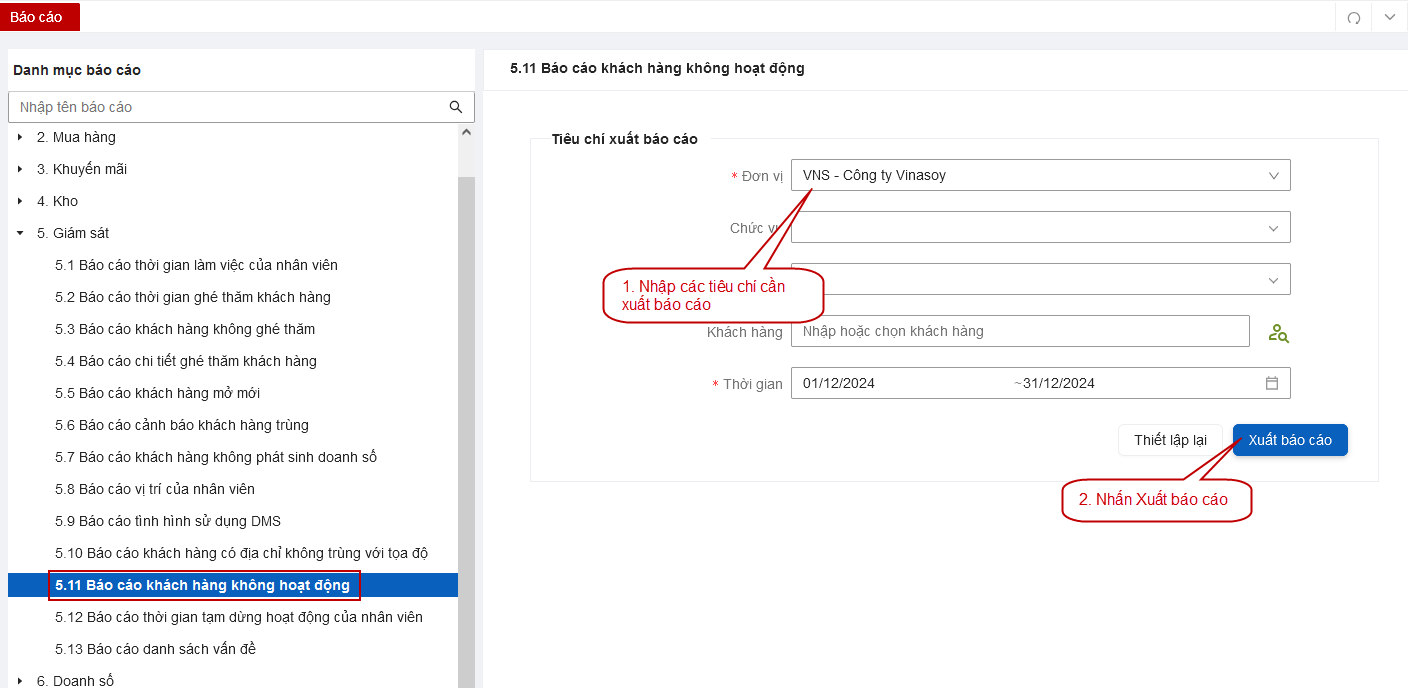 Báo cáo
Danh mục báo cáo
Nhập tên báo cáo
2. Mua hàng
3. Khuyến mãi
4. Kho
5. Giám sát
5.1 Báo cáo thời gian làm việc của nhân viên
5.2 Báo cáo thời gian ghé thăm khách hàng
5.3 Báo cáo khách hàng không ghé thăm
5.4 Báo cáo chi tiết ghé thăm khách hàng
5.5 Báo cáo khách hàng mở mới
5.6 Báo cáo cảnh báo khách hàng trùng
5.7 Báo cáo khách hàng không phát sinh doanh số
5.8 Báo cáo vị trí của nhân viên
5.9 Báo cáo tình hình sử dụng DMS
5.10 Báo cáo khách hàng có địa chỉ không trùng với tọa độ
5.11 Báo cáo khách hàng không hoạt động
5.12 Báo cáo thời gian tạm dừng hoạt động của nhân viên
5.13 Báo cáo danh sách vấn đề
6. Doanh số
5.11 Báo cáo khách hàng không hoạt động
Tiêu chí xuất báo cáo
* Đơn vị VNS - Công ty Vinasoy
Chức vụ
1. Nhập các tiêu chí cần
xuất báo cáo
Khách hàng Nhập hoặc chọn khách hàng
* Thời gian 01/12/2024 ~31/12/2024
Thiết lập lại Xuất báo cáo
2. Nhấn Xuất báo cáo